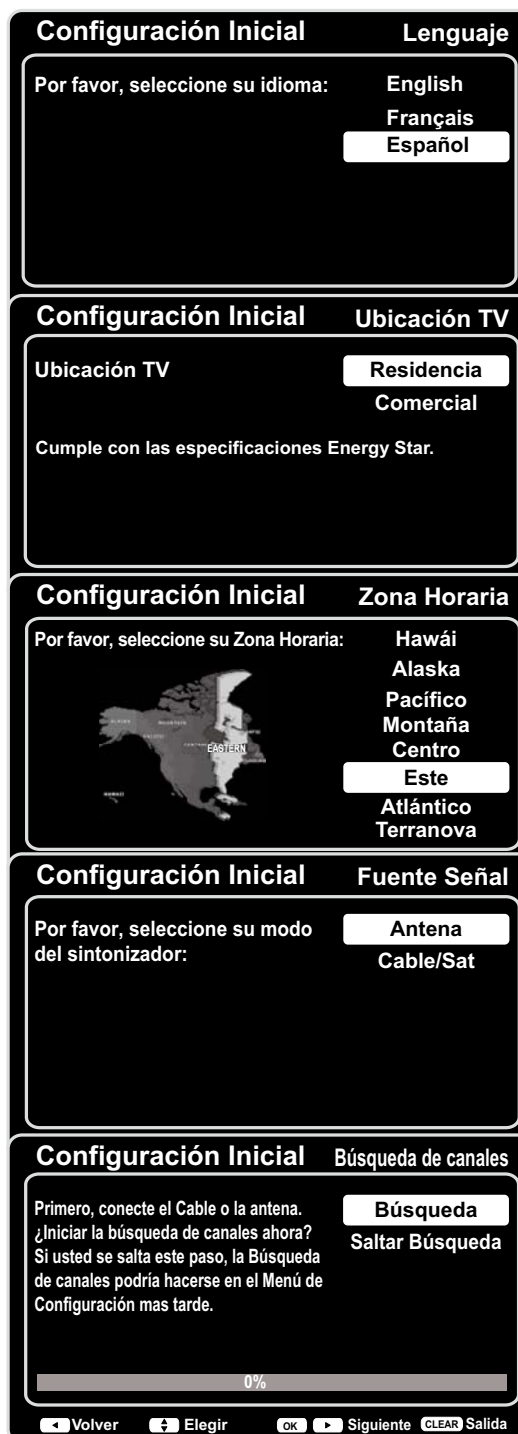 Configuración Inicial Lenguaje
Por favor, seleccione su idioma: English
Français
Español
Configuración Inicial Ubicación TV
Ubicación TV Residencia
Comercial
Cumple con las especificaciones Energy Star.
Configuración Inicial Zona Horaria
Por favor, seleccione su Zona Horaria: Hawái
Alaska
Pacífico
Montaña
Centro
Este
Atlántico
Terranova
EASTERN
Configuración Inicial Fuente Señal
Por favor, seleccione su modo
del sintonizador:
Antena
Cable/Sat
Configuración Inicial Búsqueda de canales
Primero, conecte el Cable o la antena.
¿Iniciar la búsqueda de canales ahora?
Si usted se salta este paso, la Búsqueda
de canales podría hacerse en el Menú de
Configuración mas tarde.
Búsqueda
Saltar Búsqueda
0%
Volver Elegir OK Siguiente CLEAR Salida